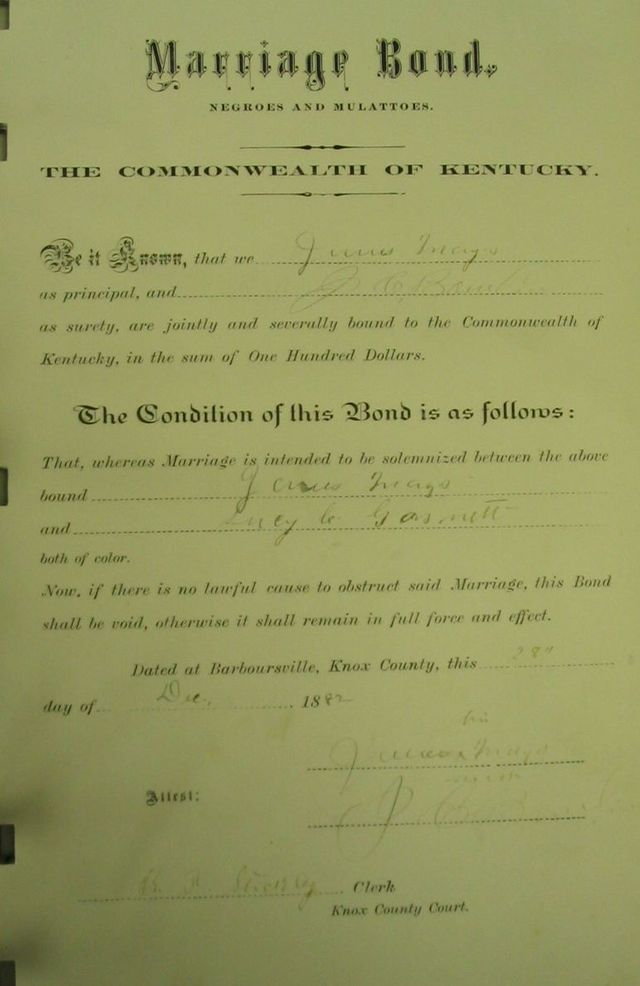 Marriage Bond.
NEGROES AND MULATTOES.
THE COMMONWEALTH OF KENTUCKY.
Be it Known, that we Mays
as principal, and
as surety, are jointly and severally bound to the Commonwealth of
Kentucky, in the sum of One Hundred Dollars.
The Condition of this Bond is as follows:
That, whereas Marriage is intended to be solemnized between the above
bound Mays
and Lucy
both of color.
Now, if there is no lawful cause to obstruct said Marriage, this Bond
shall be void, otherwise it shall remain in full force and effect.
Dated at Barboursville, Knox County, this 28"
day of Dec. 1882
his
Mays
mark
Attest:
Clerk
Knox County Court.